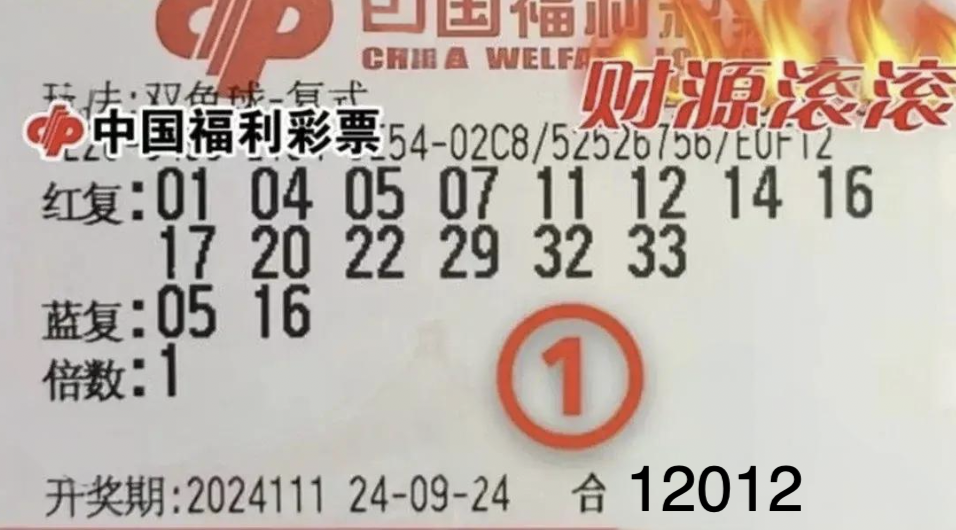 中国福利彩
CHINA WELFA
财源滚滚
玩法:双色球-复式
中国福利彩票
254-02C8/52526756/E0F12
红复:01 04 05 07 11 12 14 16
17 20 22 29 32 33
蓝复:05 16
倍数:1
1
开奖期:2024111 24-09-24 合 12012